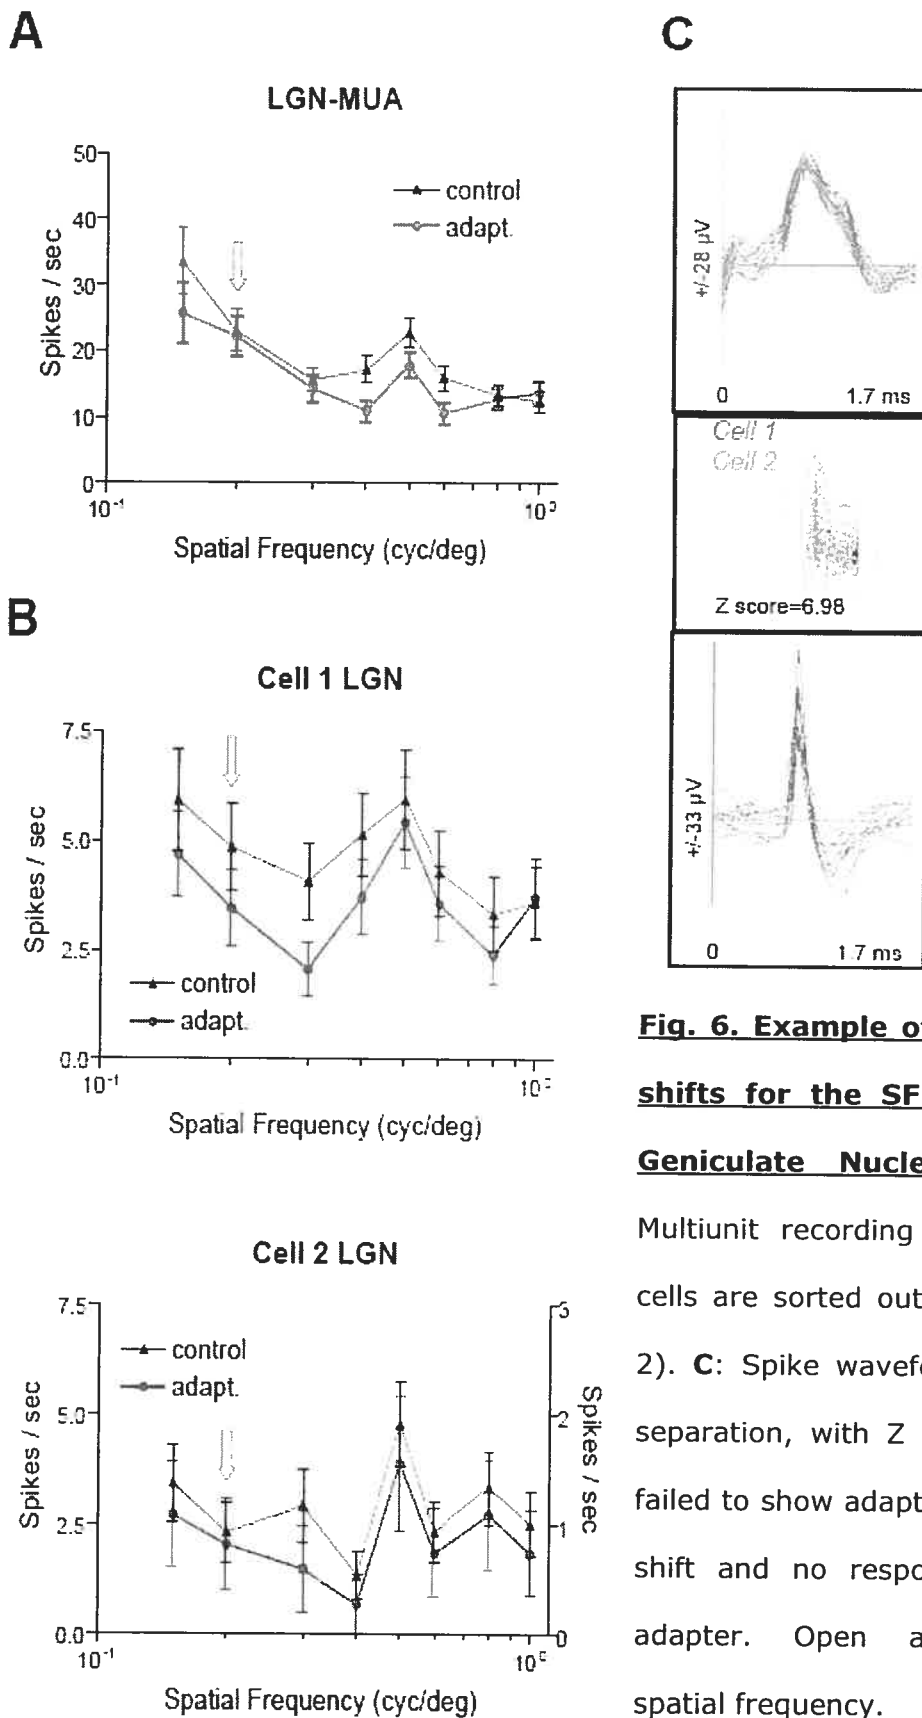 A
LGN-MUA
50
40
30
20
10
0
Spikes / sec
control
adapt.
10⁻¹
10⁰
Spatial Frequency (cyc/deg)
B
Cell 1 LGN
7.5
5.0
2.5
0.0
Spikes / sec
control
adapt.
10⁻¹
Spatial Frequency (cyc/deg)
Cell 2 LGN
7.5
5.0
2.5
0.0
Spikes / sec
control
adapt.
3
2
1
0
Spikes / sec
10⁻¹
Spatial Frequency (cyc/deg)
C
+/-28 µV
0 1.7 ms
Cell 1
Cell 2
Z score=6.98
+/-33 µV
0 1.7 ms
Fig. 6. Example of
shifts for the SF
Geniculate Nucle
Multiunit recording
cells are sorted out
2). C: Spike wavef
separation, with Z
failed to show adapt
shift and no respo
adapter. Open a
spatial frequency.